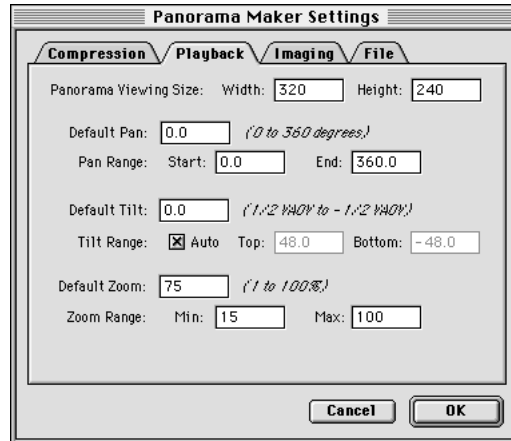 Panorama Maker Settings
Compression Playback Imaging File
Panorama Viewing Size: Width: 320 Height: 240
Default Pan: 0.0 (0 to 360 degrees)
Pan Range: Start: 0.0 End: 360.0
Default Tilt: 0.0 (1/2 VAOV to - 1/2 VAOV)
Tilt Range: Auto Top: 48.0 Bottom: -48.0
Default Zoom: 75 (1 to 100%)
Zoom Range: Min: 15 Max: 100
Cancel OK